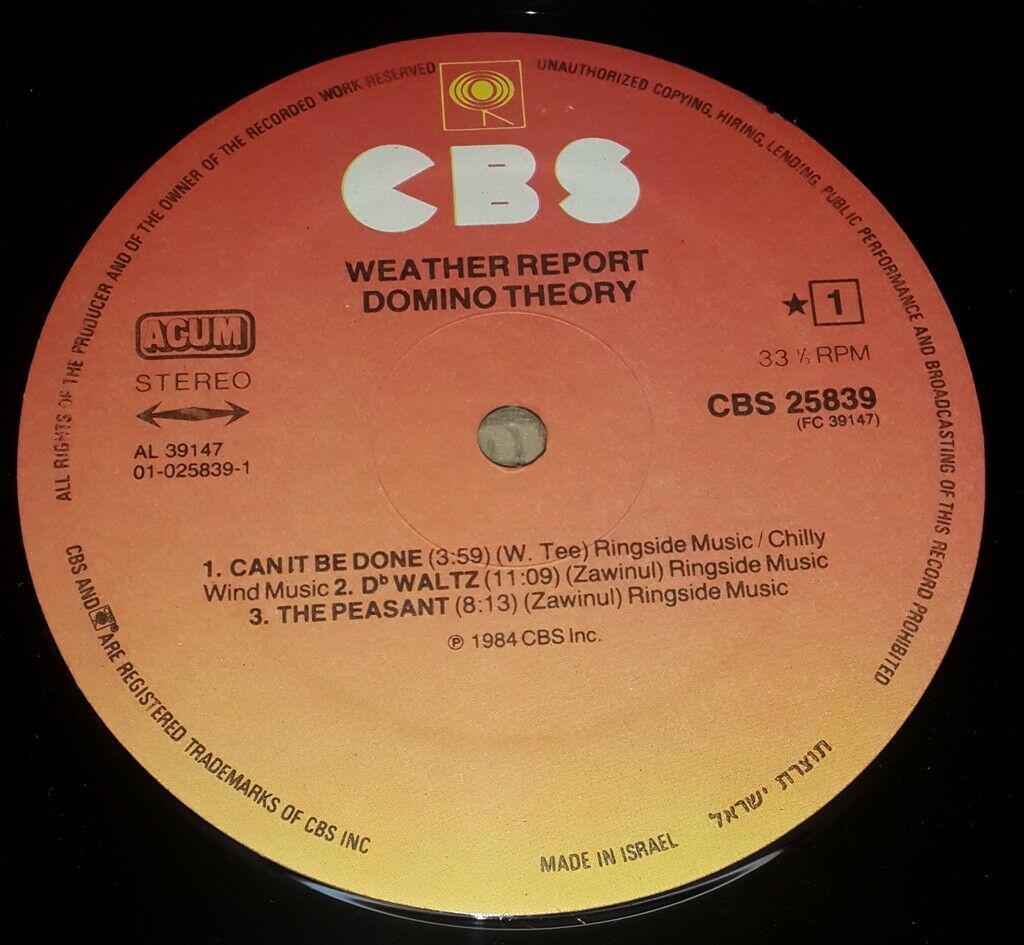 ALL RIGHTS OF THE PRODUCER AND OF THE OWNER OF THE RECORDED WORK RESERVED
UNAUTHORIZED COPYING, HIRING, LENDING, PUBLIC PERFORMANCE AND BROADCASTING OF THIS RECORD PROHIBITED
CBS
WEATHER REPORT
DOMINO THEORY
ACUM
STEREO
AL 39147
01-025839-1
★ 1
33 ⅓ RPM
CBS 25839
(FC 39147)
1. CAN IT BE DONE (3:59) (W. Tee) Ringside Music / Chilly
Wind Music 2. D♭ WALTZ (11:09) (Zawinul) Ringside Music
3. THE PEASANT (8:13) (Zawinul) Ringside Music
℗ 1984 CBS Inc.
CBS AND ® ARE REGISTERED TRADEMARKS OF CBS INC
MADE IN ISRAEL
תוצרת ישראל